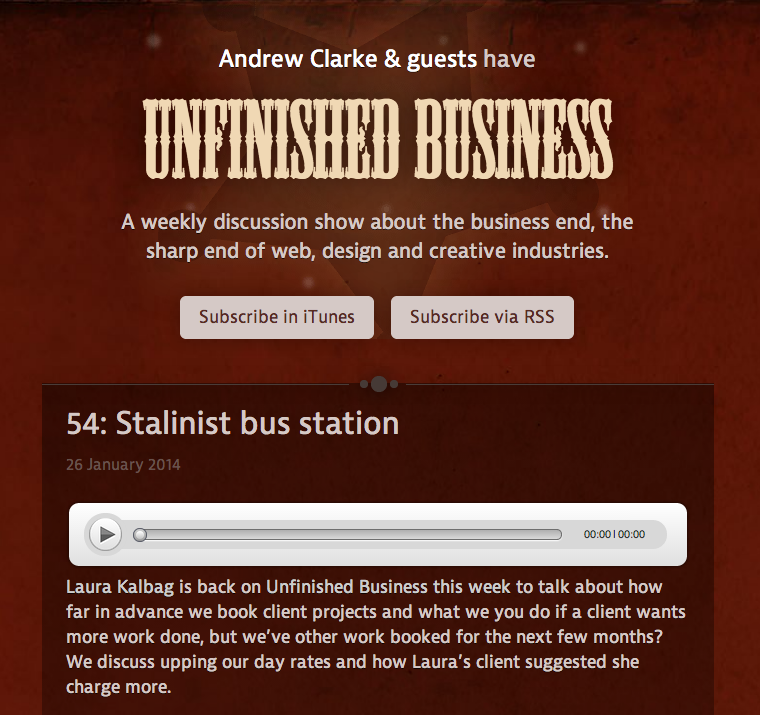 Andrew Clarke & guests have
UNFINISHED BUSINESS
A weekly discussion show about the business end, the
sharp end of web, design and creative industries.
Subscribe in iTunes
Subscribe via RSS
54: Stalinist bus station
26 January 2014
00:00|00:00
Laura Kalbag is back on Unfinished Business this week to talk about how
far in advance we book client projects and what we you do if a client wants
more work done, but we’ve other work booked for the next few months?
We discuss upping our day rates and how Laura’s client suggested she
charge more.